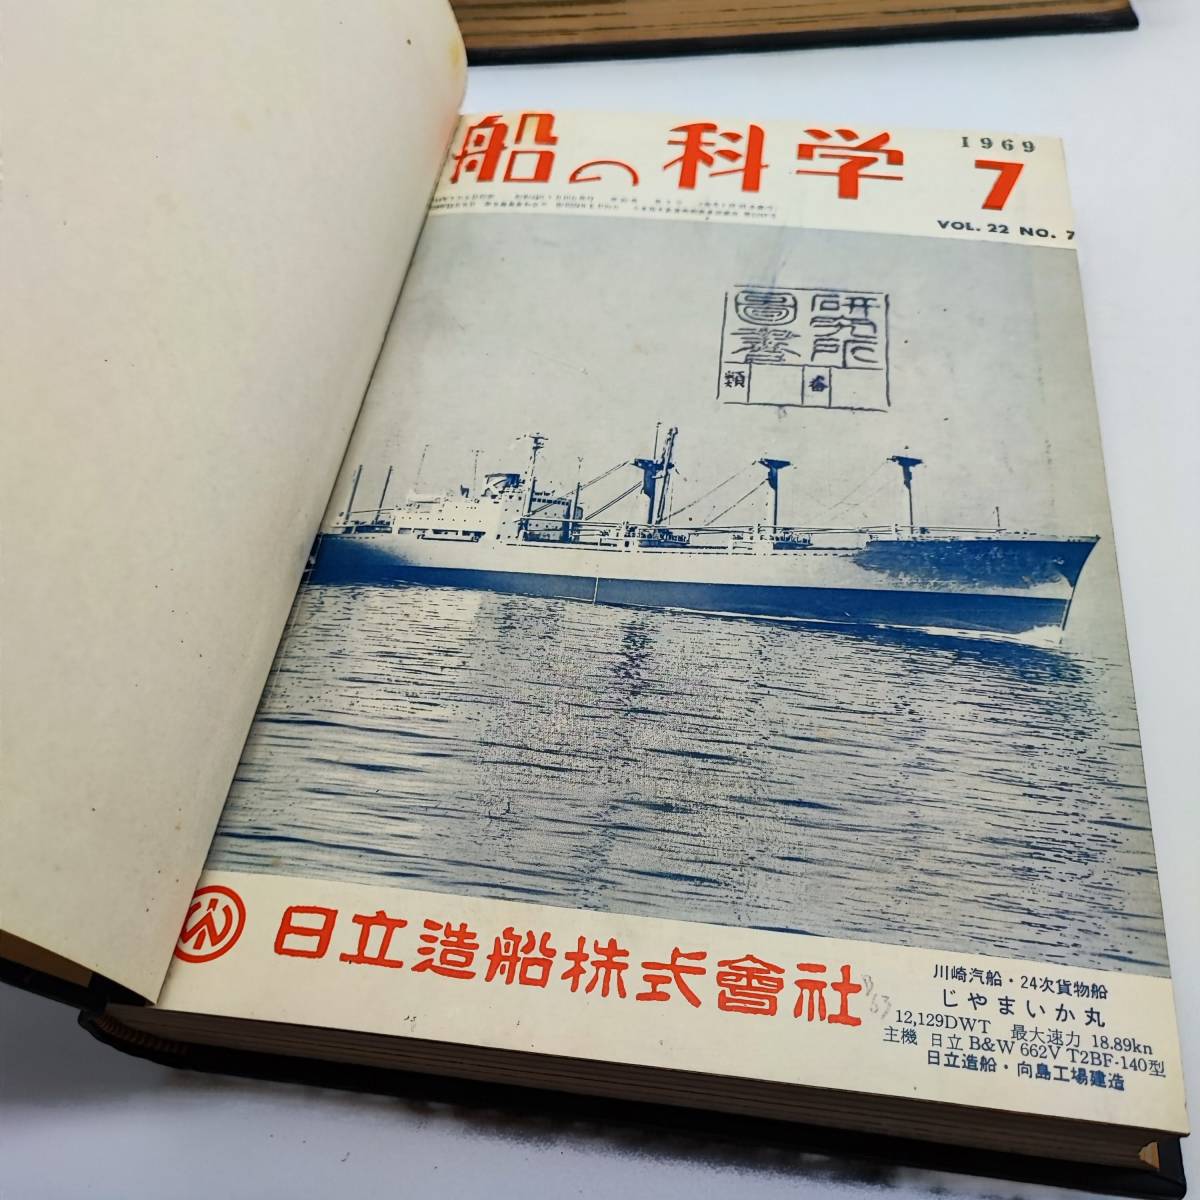 船の科学
1969
7
VOL. 22 NO. 7
研究所
圖書
類
番
日立造船株式會社
川崎汽船・24次貨物船
じやまいか丸
12,129DWT 最大速力 18.89kn
主機 日立 B&W 662V T2BF-140型
日立造船・向島工場建造